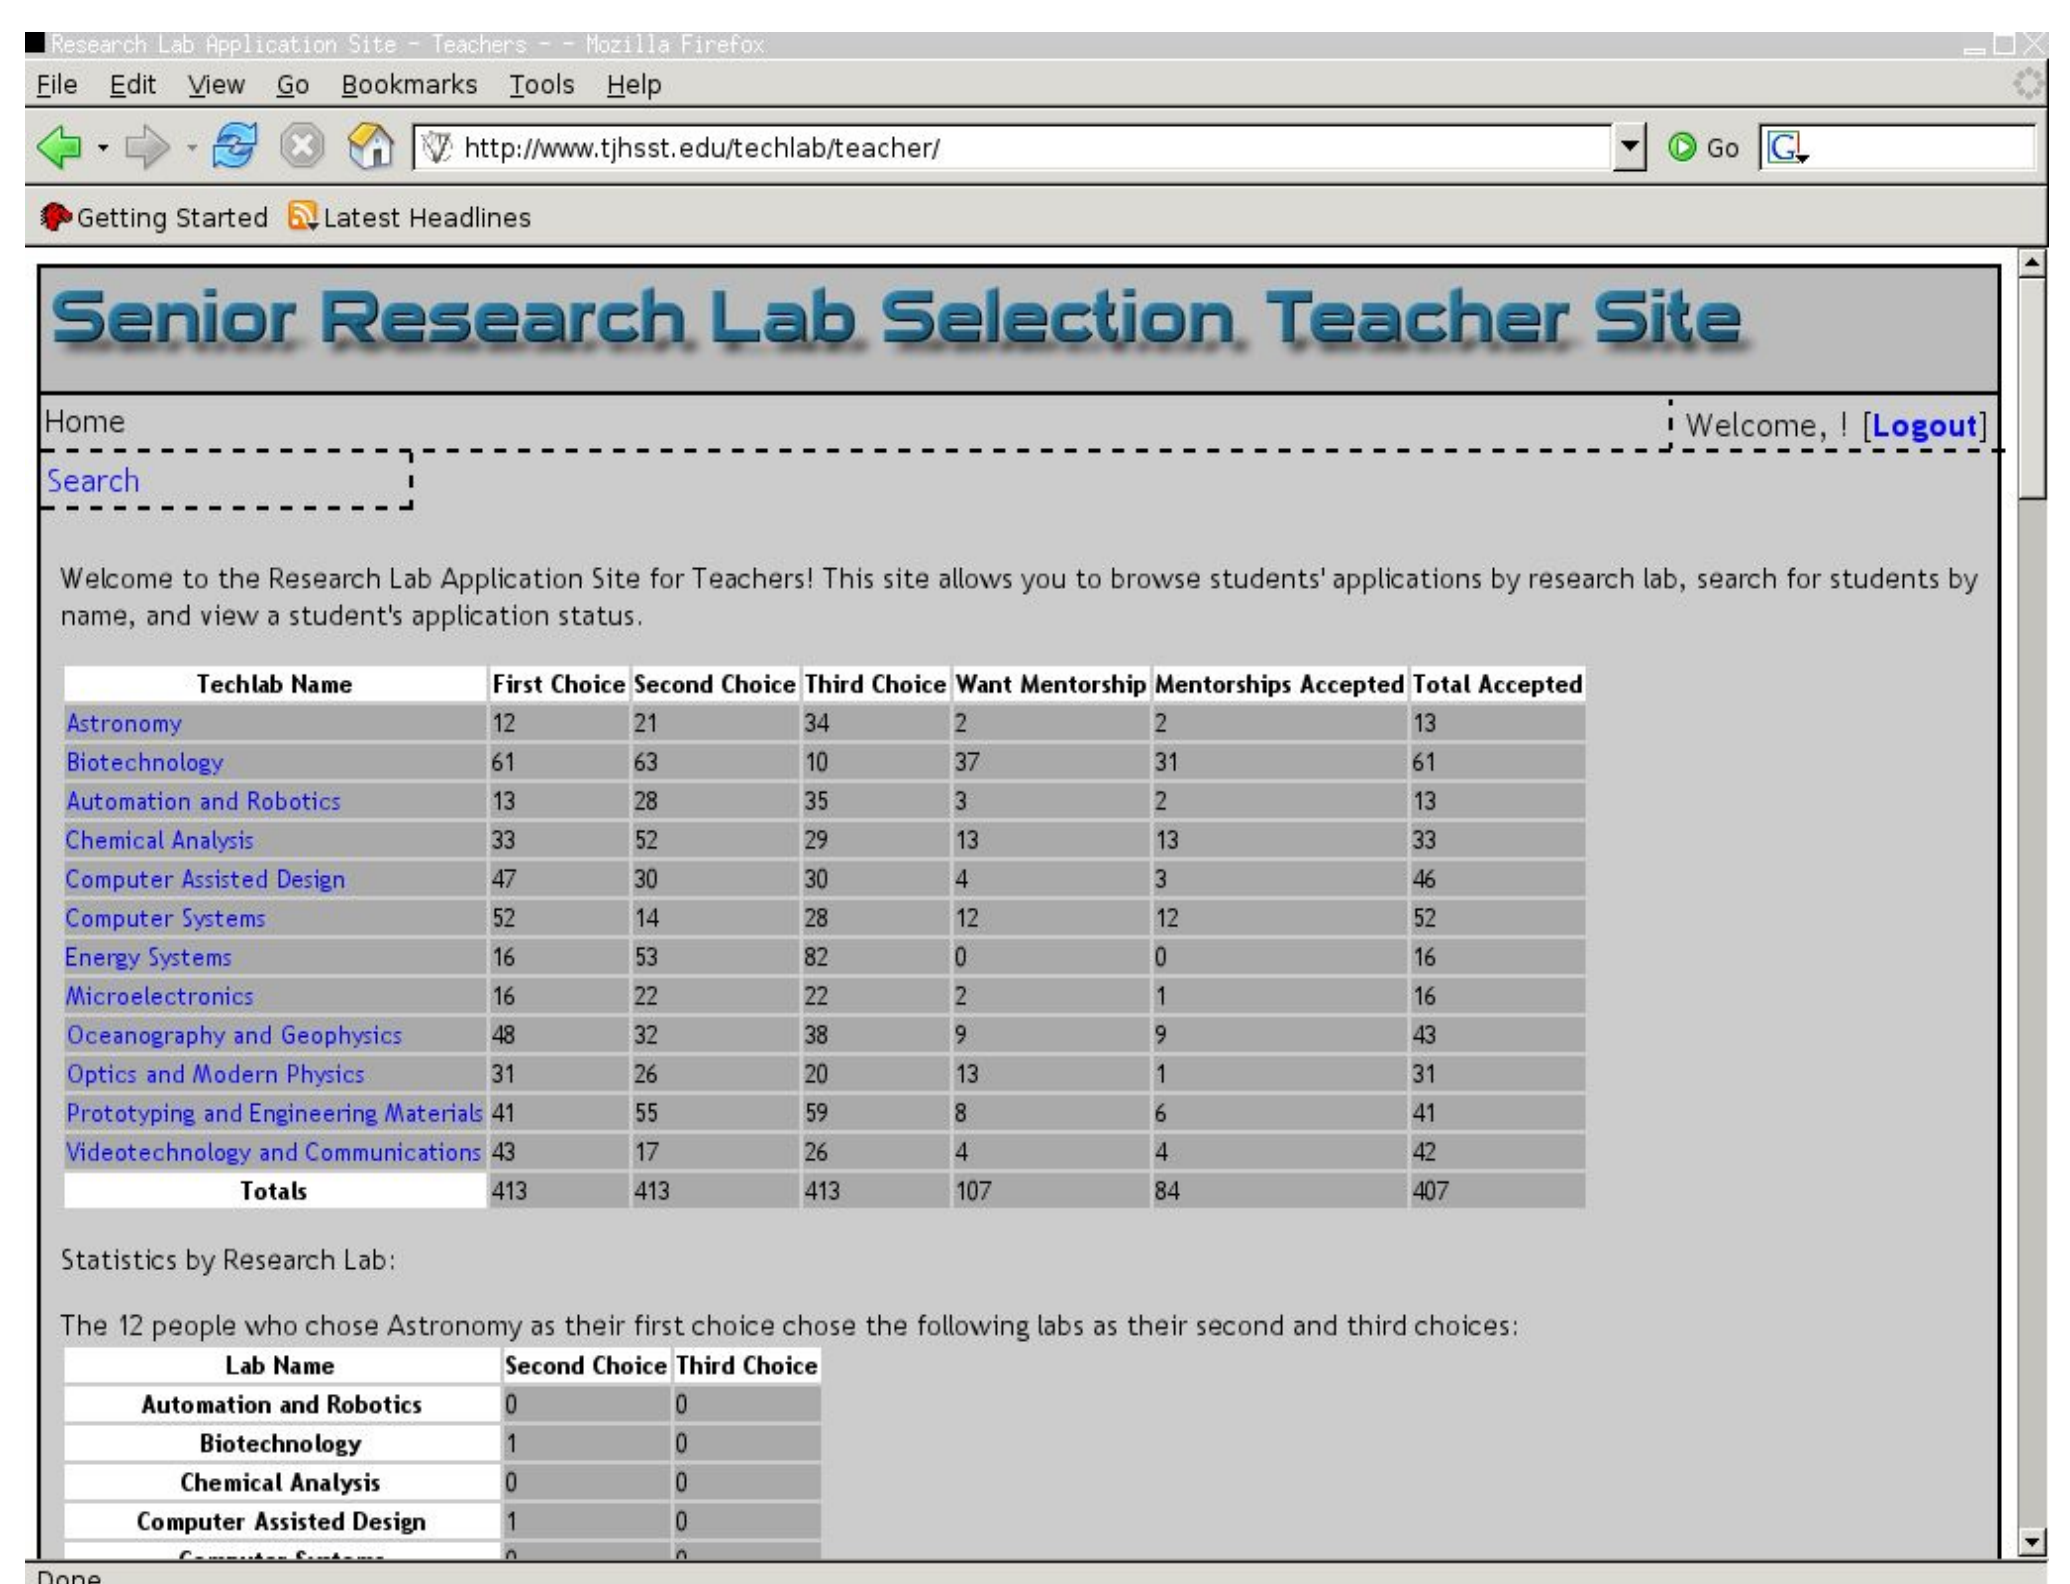 Research Lab Application Site - Teachers - - Mozilla Firefox
File Edit View Go Bookmarks Tools Help
http://www.tjhsst.edu/techlab/teacher/ Go G
Getting Started Latest Headlines
Senior Research Lab Selection Teacher Site
Home Welcome, ! [Logout]
Search
Welcome to the Research Lab Application Site for Teachers! This site allows you to browse students' applications by research lab, search for students by
name, and view a student's application status.
Techlab Name First Choice Second Choice Third Choice Want Mentorship Mentorships Accepted Total Accepted
Astronomy 12 21 34 2 2 13
Biotechnology 61 63 10 37 31 61
Automation and Robotics 13 28 35 3 2 13
Chemical Analysis 33 52 29 13 13 33
Computer Assisted Design 47 30 30 4 3 46
Computer Systems 52 14 28 12 12 52
Energy Systems 16 53 82 0 0 16
Microelectronics 16 22 22 2 1 16
Oceanography and Geophysics 48 32 38 9 9 43
Optics and Modern Physics 31 26 20 13 1 31
Prototyping and Engineering Materials 41 55 59 8 6 41
Videotechnology and Communications 43 17 26 4 4 42
Totals 413 413 413 107 84 407
Statistics by Research Lab:
The 12 people who chose Astronomy as their first choice chose the following labs as their second and third choices:
Lab Name Second Choice Third Choice
Automation and Robotics 0 0
Biotechnology 1 0
Chemical Analysis 0 0
Computer Assisted Design 1 0
Computer Systems 0 0
Done